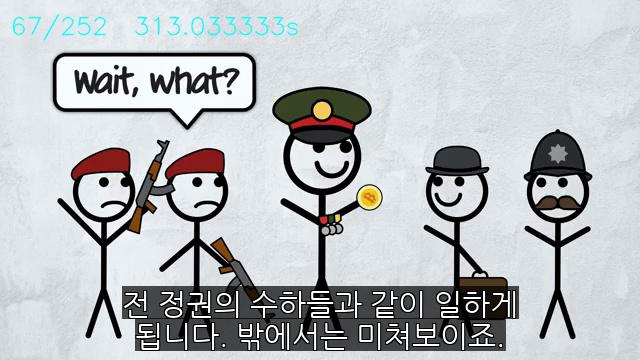 67/252 313.033333s
Wait, what?
전 정권의 수하들과 같이 일하게
됩니다. 밖에서는 미쳐보이죠.